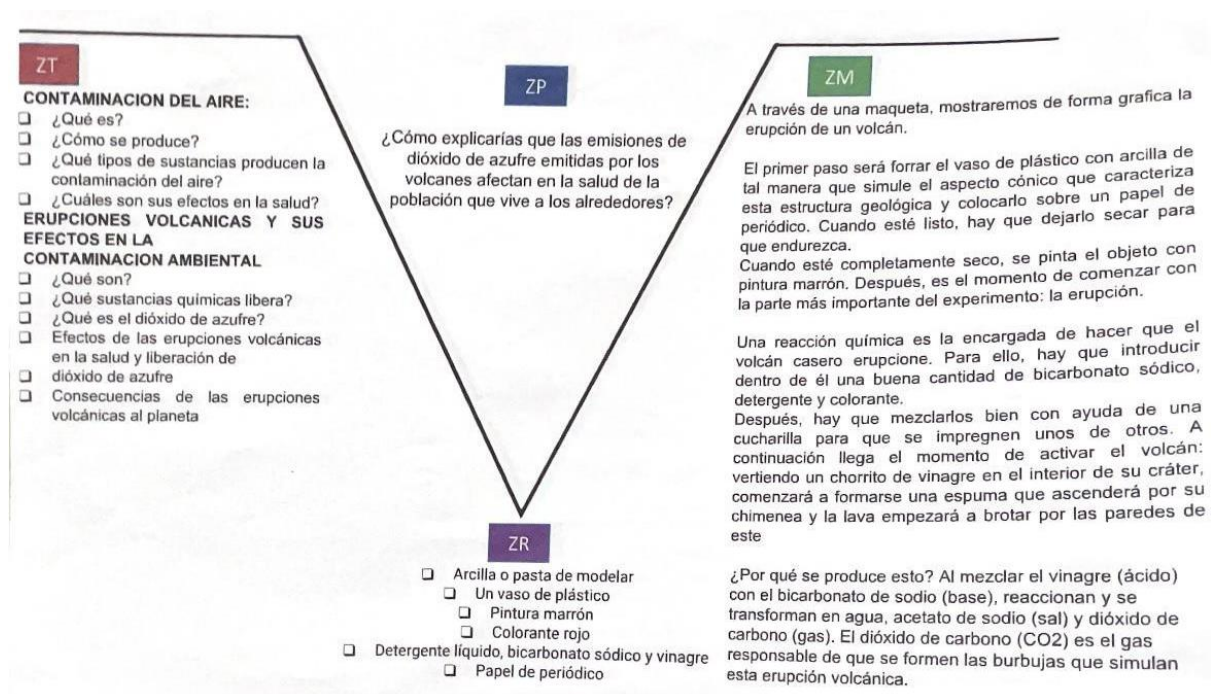 ZT
CONTAMINACION DEL AIRE:
❑ ¿Qué es?
❑ ¿Cómo se produce?
❑ ¿Qué tipos de sustancias producen la
contaminación del aire?
❑ ¿Cuáles son sus efectos en la salud?
ERUPCIONES VOLCANICAS Y SUS
EFECTOS EN LA
CONTAMINACION AMBIENTAL
❑ ¿Qué son?
❑ ¿Qué sustancias químicas libera?
❑ ¿Qué es el dióxido de azufre?
❑ Efectos de las erupciones volcánicas
en la salud y liberación de
❑ dióxido de azufre
❑ Consecuencias de las erupciones
volcánicas al planeta
ZP
¿Cómo explicarías que las emisiones de
dióxido de azufre emitidas por los
volcanes afectan en la salud de la
población que vive a los alrededores?
ZM
A través de una maqueta, mostraremos de forma grafica la
erupción de un volcán.
El primer paso será forrar el vaso de plástico con arcilla de
tal manera que simule el aspecto cónico que caracteriza
esta estructura geológica y colocarlo sobre un papel de
periódico. Cuando esté listo, hay que dejarlo secar para
que endurezca.
Cuando esté completamente seco, se pinta el objeto con
pintura marrón. Después, es el momento de comenzar con
la parte más importante del experimento: la erupción.
Una reacción química es la encargada de hacer que el
volcán casero erupcione. Para ello, hay que introducir
dentro de él una buena cantidad de bicarbonato sódico,
detergente y colorante.
Después, hay que mezclarlos bien con ayuda de una
cucharilla para que se impregnen unos de otros. A
continuación llega el momento de activar el volcán:
vertiendo un chorrito de vinagre en el interior de su cráter,
comenzará a formarse una espuma que ascenderá por su
chimenea y la lava empezará a brotar por las paredes de
este
¿Por qué se produce esto? Al mezclar el vinagre (ácido)
con el bicarbonato de sodio (base), reaccionan y se
transforman en agua, acetato de sodio (sal) y dióxido de
carbono (gas). El dióxido de carbono (CO2) es el gas
responsable de que se formen las burbujas que simulan
esta erupción volcánica.
ZR
❑ Arcilla o pasta de modelar
❑ Un vaso de plástico
❑ Pintura marrón
❑ Colorante rojo
❑ Detergente líquido, bicarbonato sódico y vinagre
❑ Papel de periódico